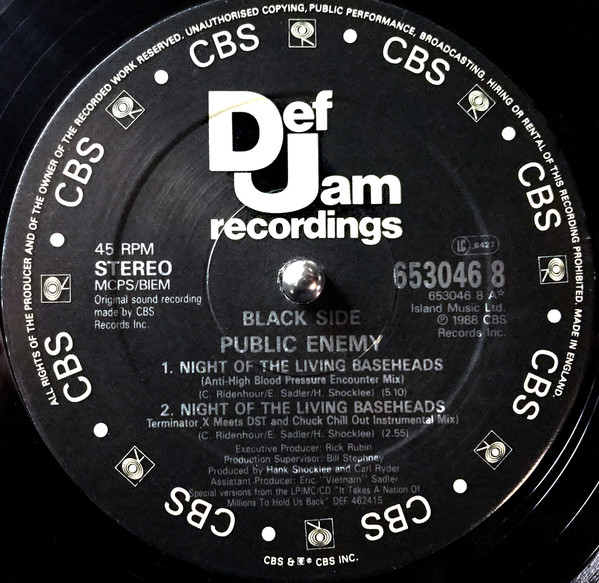 ALL RIGHTS OF THE PRODUCER AND OF THE OWNER OF THE RECORDED WORK RESERVED. UNAUTHORISED COPYING, PUBLIC PERFORMANCE, BROADCASTING, HIRING OR RENTAL OF THIS RECORDING PROHIBITED. MADE IN ENGLAND.
CBS
CBS
CBS
CBS
CBS
CBS
CBS
CBS
Def
Jam
recordings
45 RPM
STEREO
MCPS/BIEM
Original sound recording
made by CBS
Records Inc.
LC 8427
653046 8
653046 8 A*
Island Music Ltd.
℗ 1988 CBS
Records Inc.
BLACK SIDE
PUBLIC ENEMY
1. NIGHT OF THE LIVING BASEHEADS
(Anti-High Blood Pressure Encounter Mix)
(C. Ridenhour/E. Sadler/H. Shocklee) (5.10)
2. NIGHT OF THE LIVING BASEHEADS
Terminator X Meets DST and Chuck Chill Out Instrumental Mix)
(C. Ridenhour/E. Sadler/H. Shocklee) (2.55)
Executive Producer: Rick Rubin
Production Supervisor: Bill Stephney
Produced by Hank Shocklee and Carl Ryder
Assistant Producer: Eric "Vietnam" Sadler
Special versions from the LP/MC/CD "It Takes A Nation Of
Millions To Hold Us Back" DEF 462415
CBS & ® CBS INC.